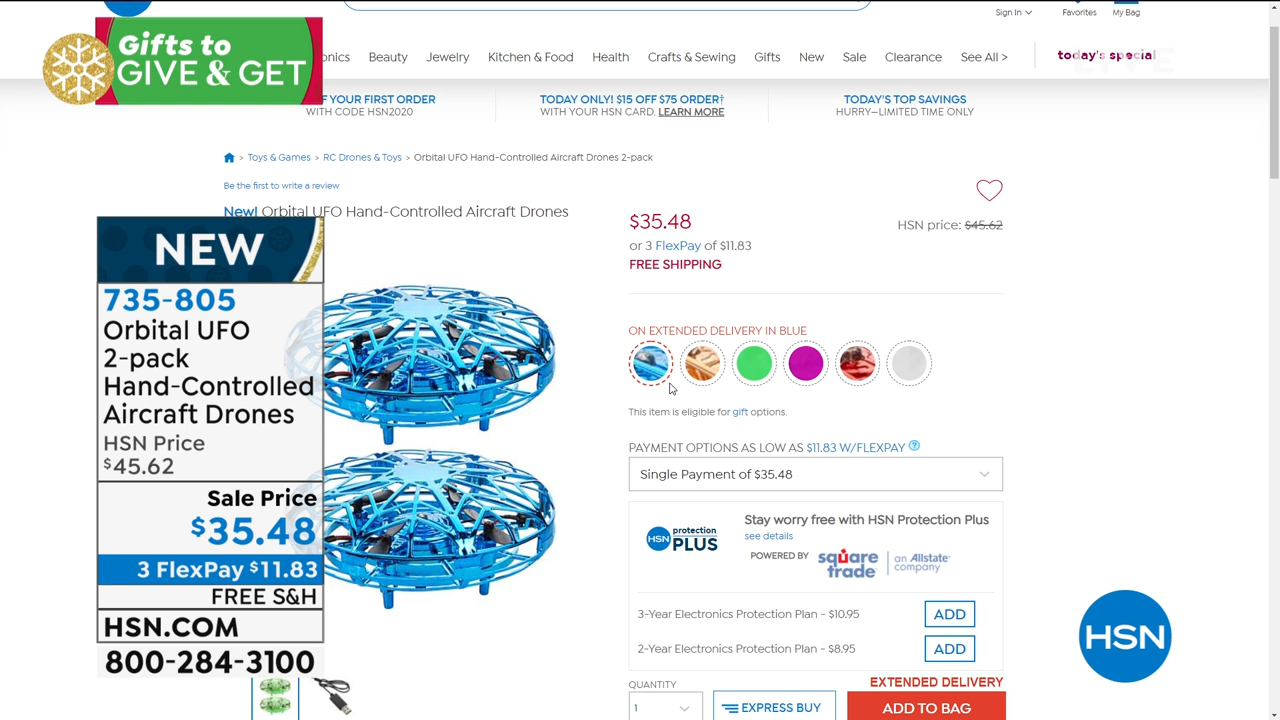 Sign In
Favorites
My Bag
Gifts to
GIVE & GET
onics
Beauty
Jewelry
Kitchen & Food
Health
Crafts & Sewing
Gifts
New
Sale
Clearance
See All >
today's special
F YOUR FIRST ORDER
WITH CODE HSN2020
TODAY ONLY! $15 OFF $75 ORDER†
WITH YOUR HSN CARD. LEARN MORE
TODAY'S TOP SAVINGS
HURRY—LIMITED TIME ONLY
> Toys & Games > RC Drones & Toys > Orbital UFO Hand-Controlled Aircraft Drones 2-pack
Be the first to write a review
New! Orbital UFO Hand-Controlled Aircraft Drones
$35.48
HSN price: $45.62
or 3 FlexPay of $11.83
FREE SHIPPING
NEW
735-805
Orbital UFO
2-pack
Hand-Controlled
Aircraft Drones
HSN Price
$45.62
Sale Price
$35.48
3 FlexPay $11.83
FREE S&H
HSN.COM
800-284-3100
ON EXTENDED DELIVERY IN BLUE
This item is eligible for gift options.
PAYMENT OPTIONS AS LOW AS $11.83 W/FLEXPAY ?
Single Payment of $35.48
HSN protection PLUS
Stay worry free with HSN Protection Plus
see details
POWERED BY
square trade
an Allstate company
3-Year Electronics Protection Plan - $10.95
ADD
2-Year Electronics Protection Plan - $8.95
ADD
EXTENDED DELIVERY
QUANTITY
1
EXPRESS BUY
ADD TO BAG
HSN